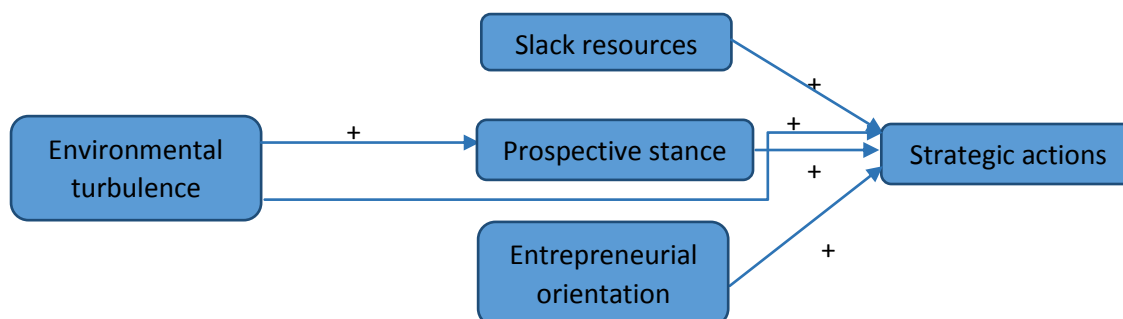 Slack resources
+
+
+
Environmental
turbulence
Prospective stance
Strategic actions
+
Entrepreneurial
orientation
+